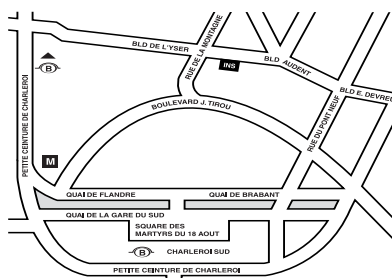 BLD DE L'YSER
RUE DE LA MONTAGNE
INS
BLD AUDENT
BLD E. DEVREU
B
PETITE CEINTURE DE CHARLEROI
BOULEVARD J. TIROU
RUE DU PONT NEUF
M
QUAI DE FLANDRE
QUAI DE BRABANT
QUAI DE LA GARE DU SUD
SQUARE DES
MARTYRS DU 18 AOUT
B
CHARLEROI SUD
PETITE CEINTURE DE CHARLEROI